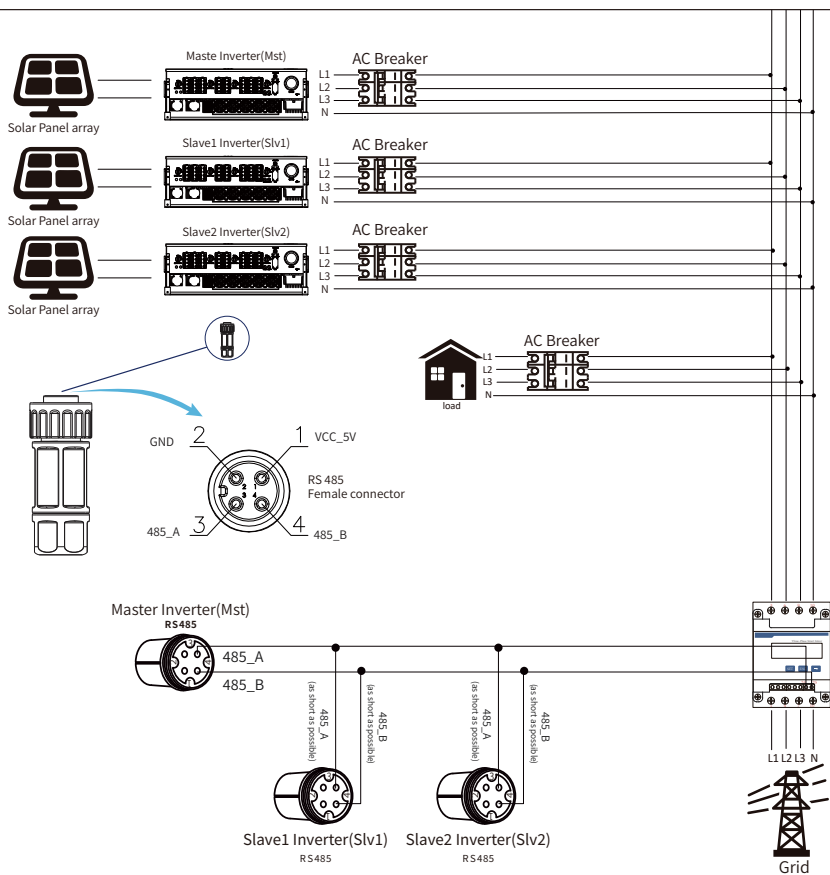 Maste Inverter(Mst)
AC Breaker
L1
L2
L3
N
Solar Panel array
Slave1 Inverter(Slv1)
AC Breaker
L1
L2
L3
N
Solar Panel array
Slave2 Inverter(Slv2)
AC Breaker
L1
L2
L3
N
Solar Panel array
AC Breaker
L1
L2
L3
N
load
GND
2
1
VCC_5V
2
1
3
4
RS 485
Female connector
485_A
3
4
485_B
Master Inverter(Mst)
RS485
485_A
485_B
485_A
(as short as possible)
485_B
(as short as possible)
485_A
(as short as possible)
485_B
(as short as possible)
L1 L2 L3 N
Slave1 Inverter(Slv1)
RS485
Slave2 Inverter(Slv2)
RS485
Grid